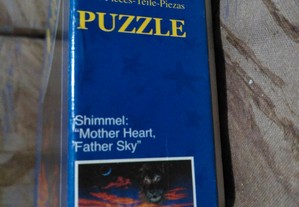 Pieces-Teile-Piezas
PUZZLE
Shimmel:
"Mother Heart,
Father Sky"